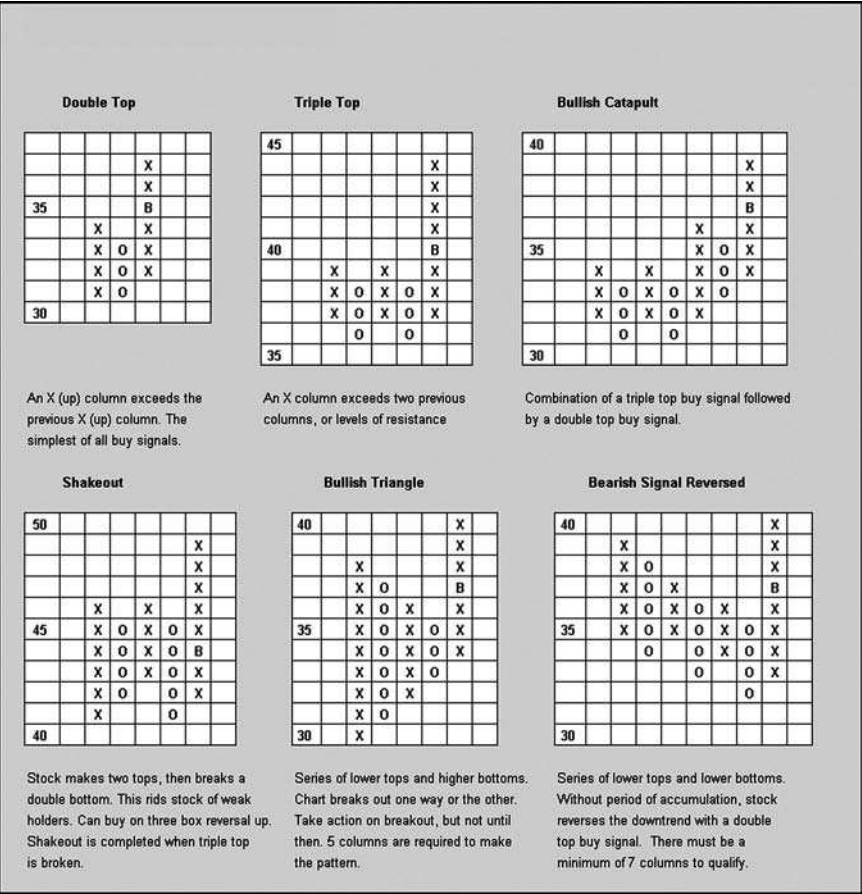 Double Top
35
30
X
X
B
X X
X O X
X O X
X O
An X (up) column exceeds the
previous X (up) column. The
simplest of all buy signals.
Triple Top
45
X
X
X
X
40 B
X X X
X O X O X
X O X O X
O O
35
An X column exceeds two previous
columns, or levels of resistance
Bullish Catapult
40
X
X
B
X X
35 X O X
X X X O X
X O X O X O
X O X O X
O O
30
Combination of a triple top buy signal followed
by a double top buy signal.
Shakeout
50
X
X
X
X X X
45 X O X O X
X O X O B
X O X O X
X O O X
X O
40
Stock makes two tops, then breaks a
double bottom. This rids stock of weak
holders. Can buy on three box reversal up.
Shakeout is completed when triple top
is broken.
Bullish Triangle
40 X
X
X X
X O B
X O X X
35 X O X O X
X O X O X
X O X O
X O X
X O
30 X
Series of lower tops and higher bottoms.
Chart breaks out one way or the other.
Take action on breakout, but not until
then. 5 columns are required to make
the pattern.
Bearish Signal Reversed
40 X
X X
X O X
X O X B
X O X O X X
35 X O X O X O X
O O X O X
O O X
O
30
Series of lower tops and lower bottoms.
Without period of accumulation, stock
reverses the downtrend with a double
top buy signal. There must be a
minimum of 7 columns to qualify.